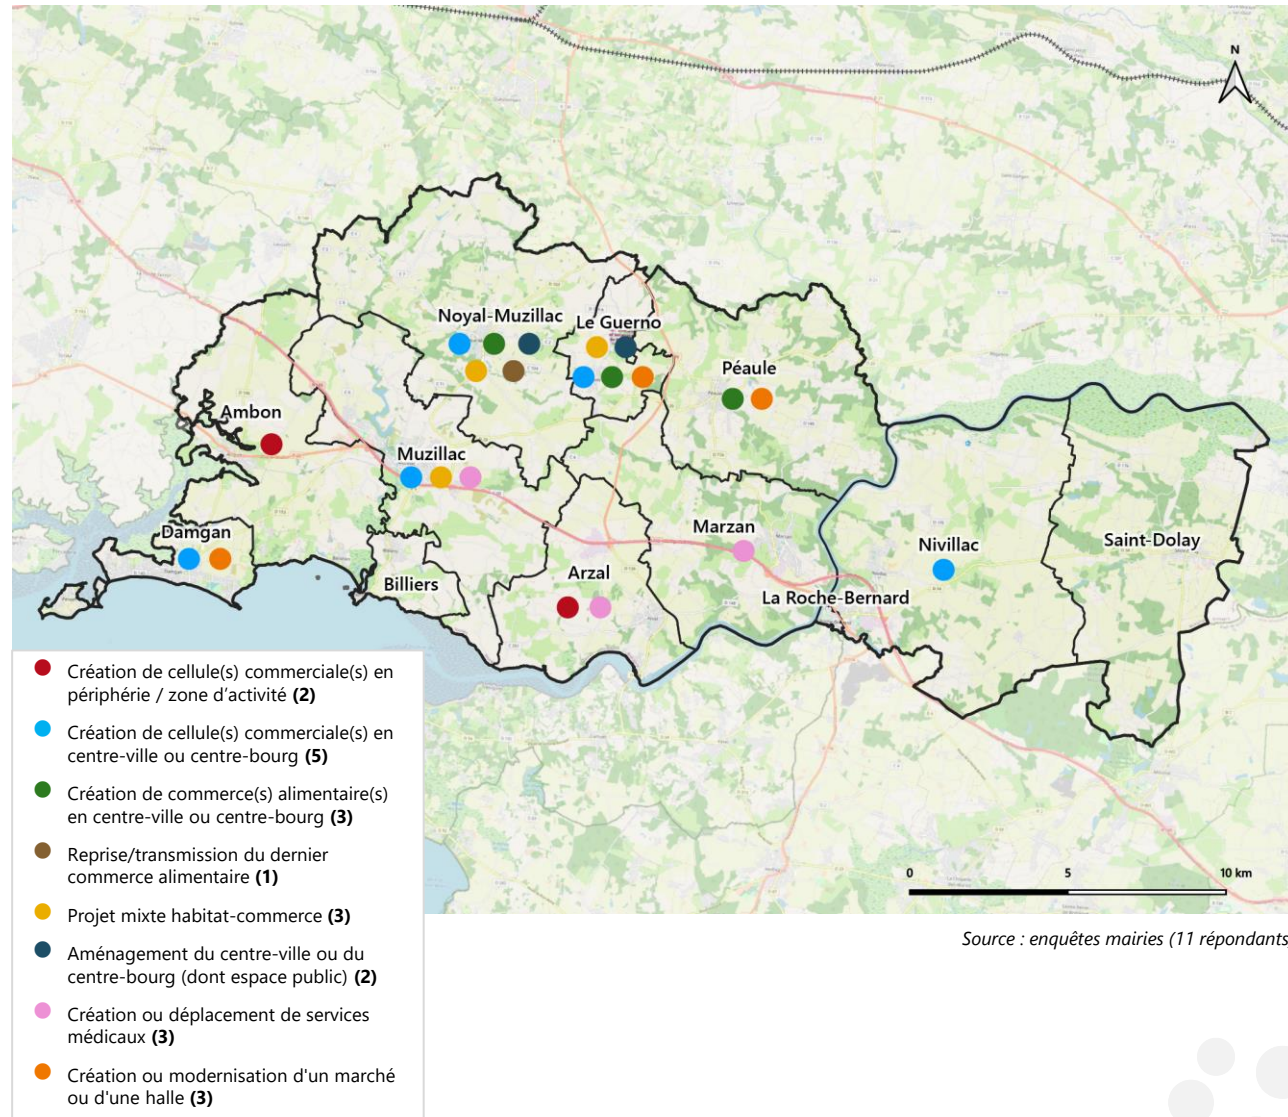 N
Noyal-Muzillac
Le Guerno
Péaule
Ambon
Muzillac
Damgan
Marzan
Nivillac
Saint-Dolay
Billiers
Arzal
La Roche-Bernard
0 5 10 km
Création de cellule(s) commerciale(s) en
périphérie / zone d'activité (2)
Création de cellule(s) commerciale(s) en
centre-ville ou centre-bourg (5)
Création de commerce(s) alimentaire(s)
en centre-ville ou centre-bourg (3)
Reprise/transmission du dernier
commerce alimentaire (1)
Projet mixte habitat-commerce (3)
Aménagement du centre-ville ou du
centre-bourg (dont espace public) (2)
Création ou déplacement de services
médicaux (3)
Création ou modernisation d'un marché
ou d'une halle (3)
Source : enquêtes mairies (11 répondants